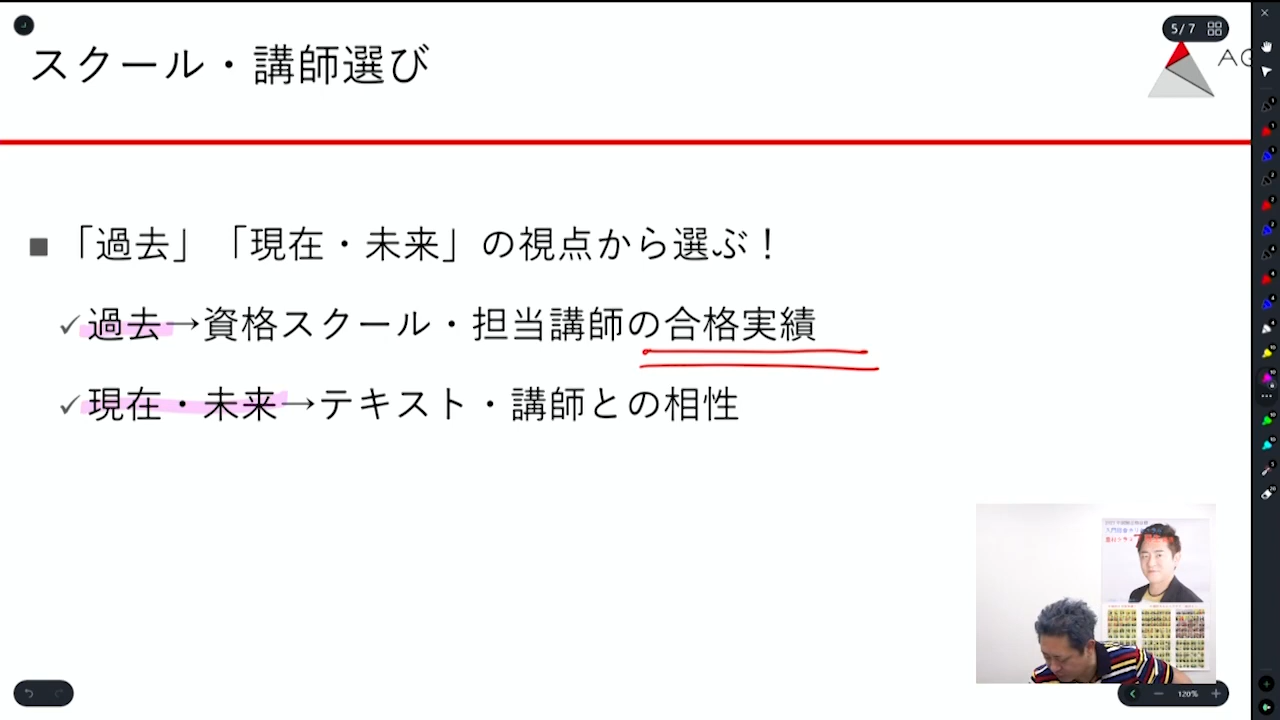 5/7
スクール・講師選び
AG
■ 「過去」「現在・未来」の視点から選ぶ！
✓ 過去→資格スクール・担当講師の合格実績
✓ 現在・未来→テキスト・講師との相性
120%